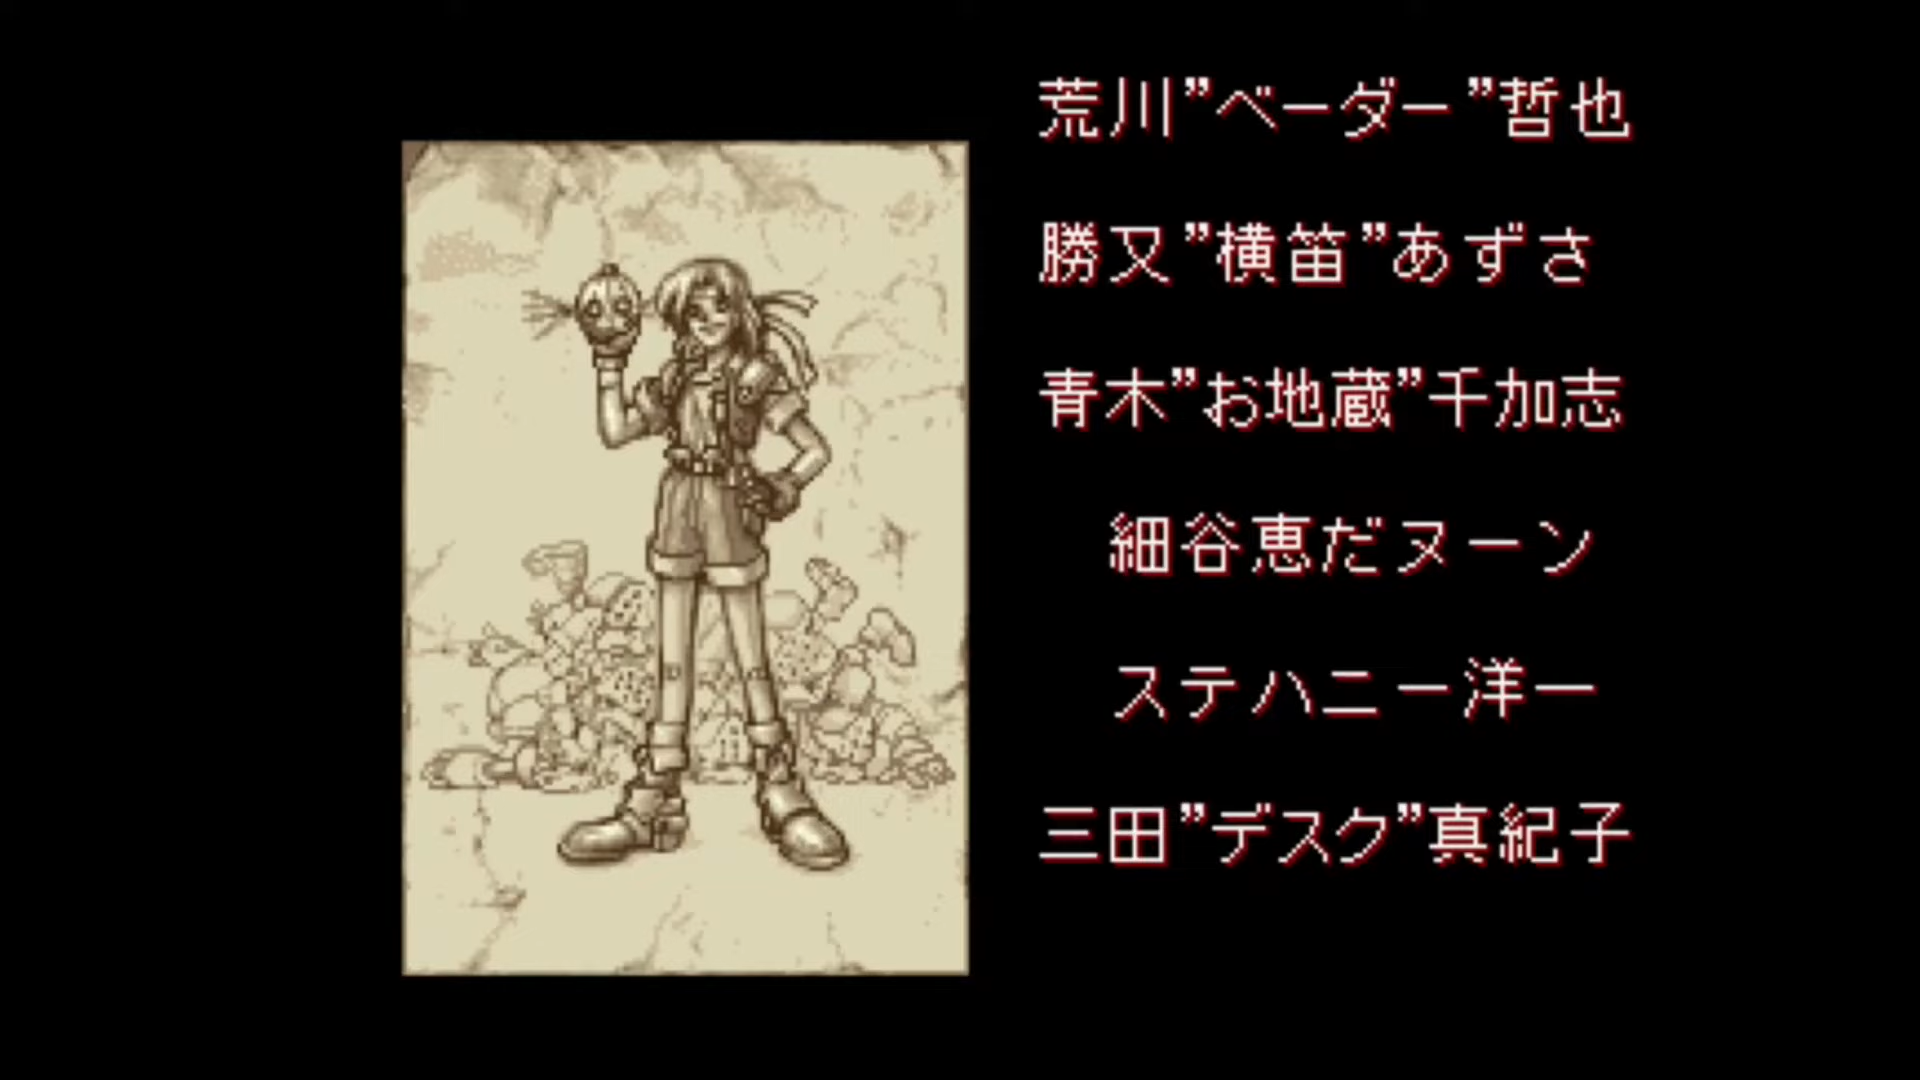 荒川”ベーダー”哲也
勝又”横笛”あずさ
青木”お地蔵”千加志
細谷恵だヌーン
ステハニー洋一
三田”デスク”真紀子